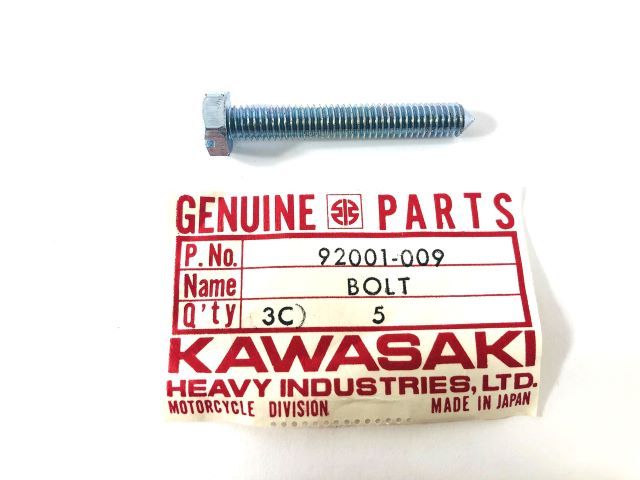 GENUINE PARTS
P. No. 92001-009
Name BOLT
Q'ty 3C) 5
KAWASAKI
HEAVY INDUSTRIES, LTD.
MOTORCYCLE DIVISION MADE IN JAPAN